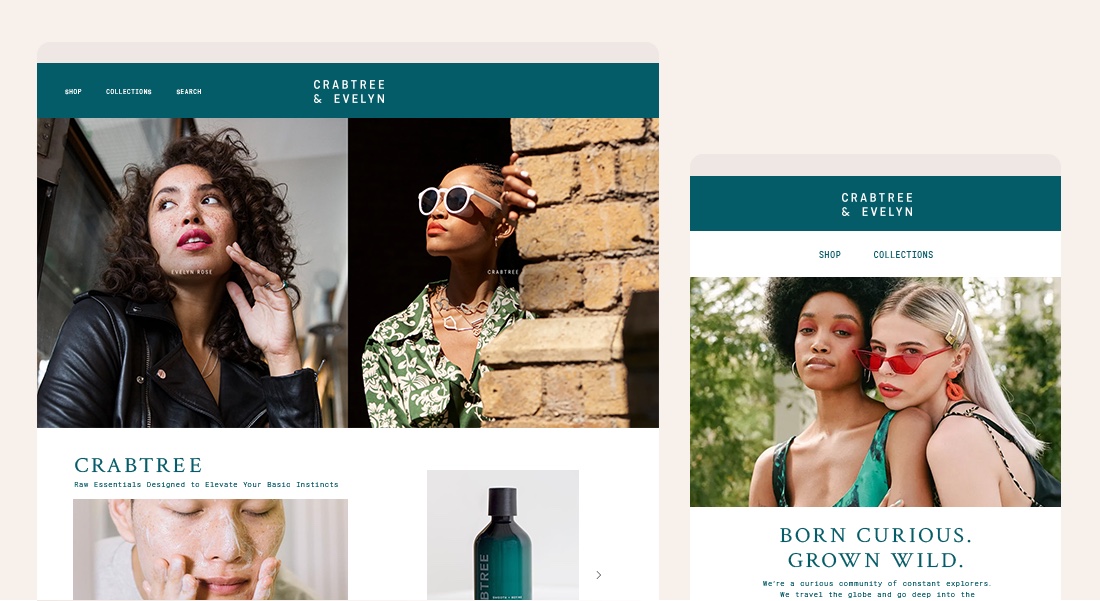 SHOP COLLECTIONS SEARCH
CRABTREE
& EVELYN
EVELYN ROSE
CRABTREE
CRABTREE
Raw Essentials Designed to Elevate Your Basic Instincts
CRABTREE
& EVELYN
SHOP COLLECTIONS
BORN CURIOUS.
GROWN WILD.
We're a curious community of constant explorers.
We travel the globe and go deep into the